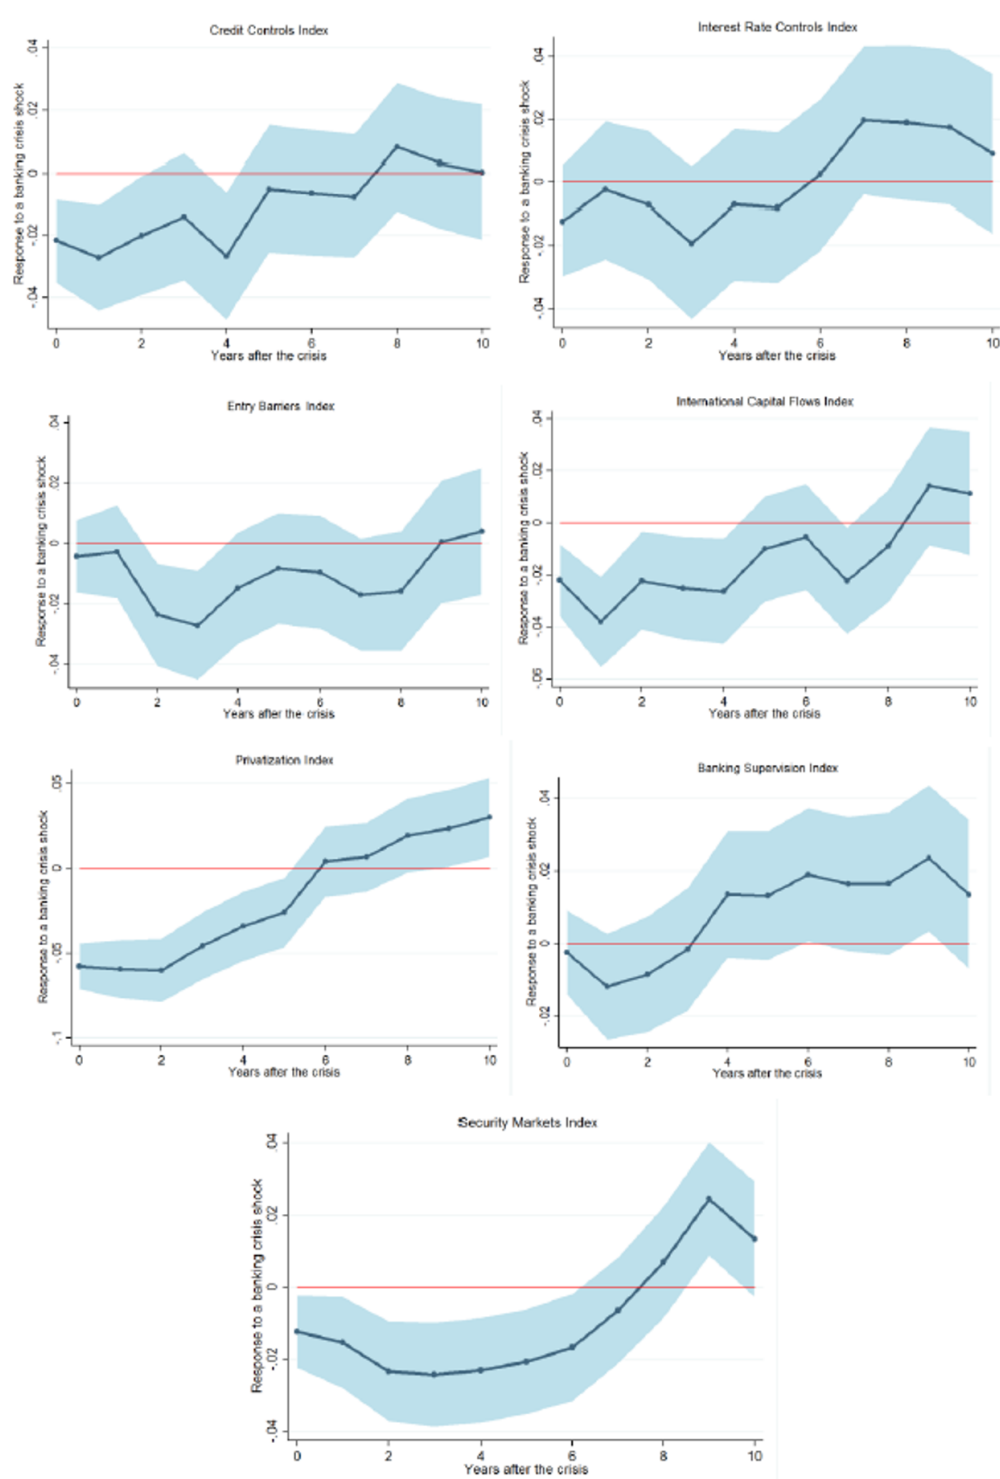 Credit Controls Index
Response to a banking crisis shock
.04
.02
0
-.02
-.04
0 2 4 6 8 10
Years after the crisis
Interest Rate Controls Index
Response to a banking crisis shock
.04
.02
0
-.02
-.04
0 2 4 6 8 10
Years after the crisis
Entry Barriers Index
Response to a banking crisis shock
.04
.02
0
-.02
-.04
0 2 4 6 8 10
Years after the crisis
International Capital Flows Index
Response to a banking crisis shock
.04
.02
0
-.02
-.04
-.06
0 2 4 6 8 10
Years after the crisis
Privatization Index
Response to a banking crisis shock
.05
0
-.05
-.1
0 2 4 6 8 10
Years after the crisis
Banking Supervision Index
Response to a banking crisis shock
.04
.02
0
-.02
0 2 4 6 8 10
Years after the crisis
Security Markets Index
Response to a banking crisis shock
.04
.02
0
-.02
-.04
0 2 4 6 8 10
Years after the crisis